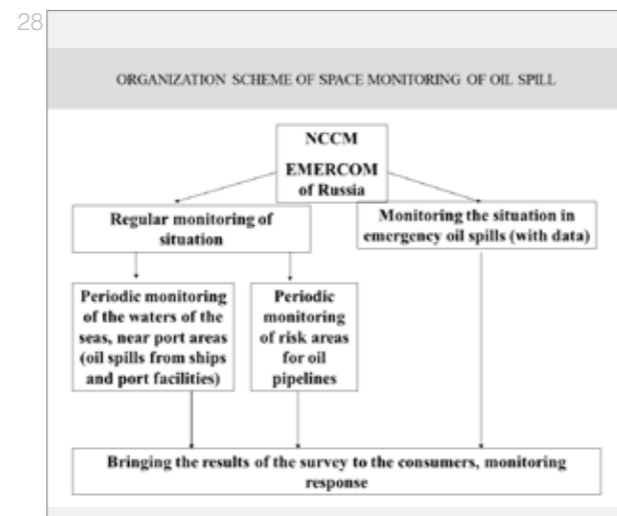 28
ORGANIZATION SCHEME OF SPACE MONITORING OF OIL SPILL
NCCM
EMERCOM
of Russia
Regular monitoring of
situation
Monitoring the situation in
emergency oil spills (with data)
Periodic monitoring
of the waters of the
seas, near port areas
(oil spills from ships
and port facilities)
Periodic
monitoring
of risk areas
for oil
pipelines
Bringing the results of the survey to the consumers, monitoring
response